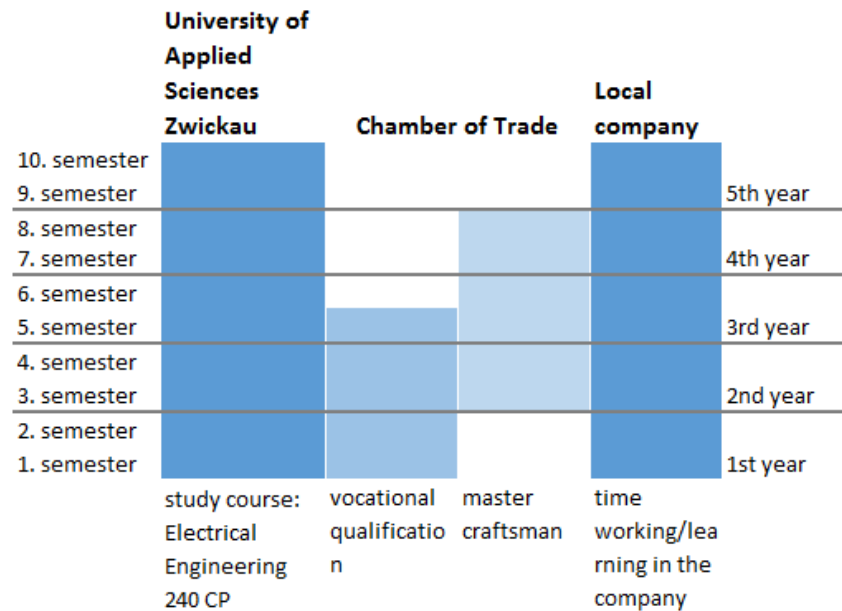 University of
Applied
Sciences
Zwickau
Chamber of Trade
Local
company
10. semester
9. semester
5th year
8. semester
7. semester
4th year
6. semester
5. semester
3rd year
4. semester
3. semester
2nd year
2. semester
1. semester
1st year
study course:
Electrical
Engineering
240 CP
vocational
qualificatio
n
master
craftsman
time
working/lea
rning in the
company